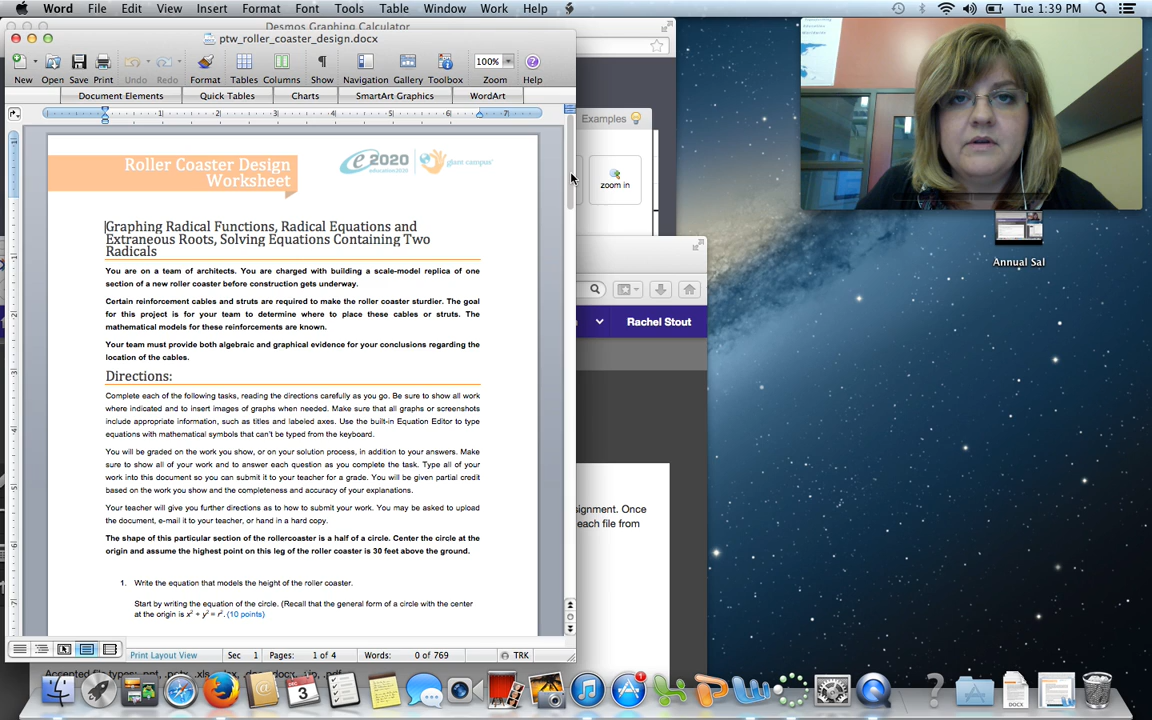 Word File Edit View Insert Format Font Tools Table Window Work Help
Tue 1:39 PM
Desmos Graphing Calculator
ptw_roller_coaster_design.docx
100%
New Open Save Print Undo Redo Format Tables Columns Show Navigation Gallery Toolbox Zoom Help
Document Elements Quick Tables Charts SmartArt Graphics WordArt
Examples
zoom in
Roller Coaster Design
Worksheet
e2020
education2020
giant campus
Graphing Radical Functions, Radical Equations and
Extraneous Roots, Solving Equations Containing Two
Radicals
You are on a team of architects. You are charged with building a scale-model replica of one
section of a new roller coaster before construction gets underway.
Certain reinforcement cables and struts are required to make the roller coaster sturdier. The goal
for this project is for your team to determine where to place these cables or struts. The
mathematical models for these reinforcements are known.
Your team must provide both algebraic and graphical evidence for your conclusions regarding the
location of the cables.
Directions:
Complete each of the following tasks, reading the directions carefully as you go. Be sure to show all work
where indicated and to insert images of graphs when needed. Make sure that all graphs or screenshots
include appropriate information, such as titles and labeled axes. Use the built-in Equation Editor to type
equations with mathematical symbols that can't be typed from the keyboard.
You will be graded on the work you show, or on your solution process, in addition to your answers. Make
sure to show all of your work and to answer each question as you complete the task. Type all of your
work into this document so you can submit it to your teacher for a grade. You will be given partial credit
based on the work you show and the completeness and accuracy of your explanations.
Your teacher will give you further directions as to how to submit your work. You may be asked to upload
the document, e-mail it to your teacher, or hand in a hard copy.
The shape of this particular section of the rollercoaster is a half of a circle. Center the circle at the
origin and assume the highest point on this leg of the roller coaster is 30 feet above the ground.
1. Write the equation that models the height of the roller coaster.
Start by writing the equation of the circle. (Recall that the general form of a circle with the center
at the origin is x² + y² = r². (10 points)
Print Layout View Sec 1 Pages: 1 of 4 Words: 0 of 769 TRK
Rachel Stout
signment. Once
each file from
Annual Sal